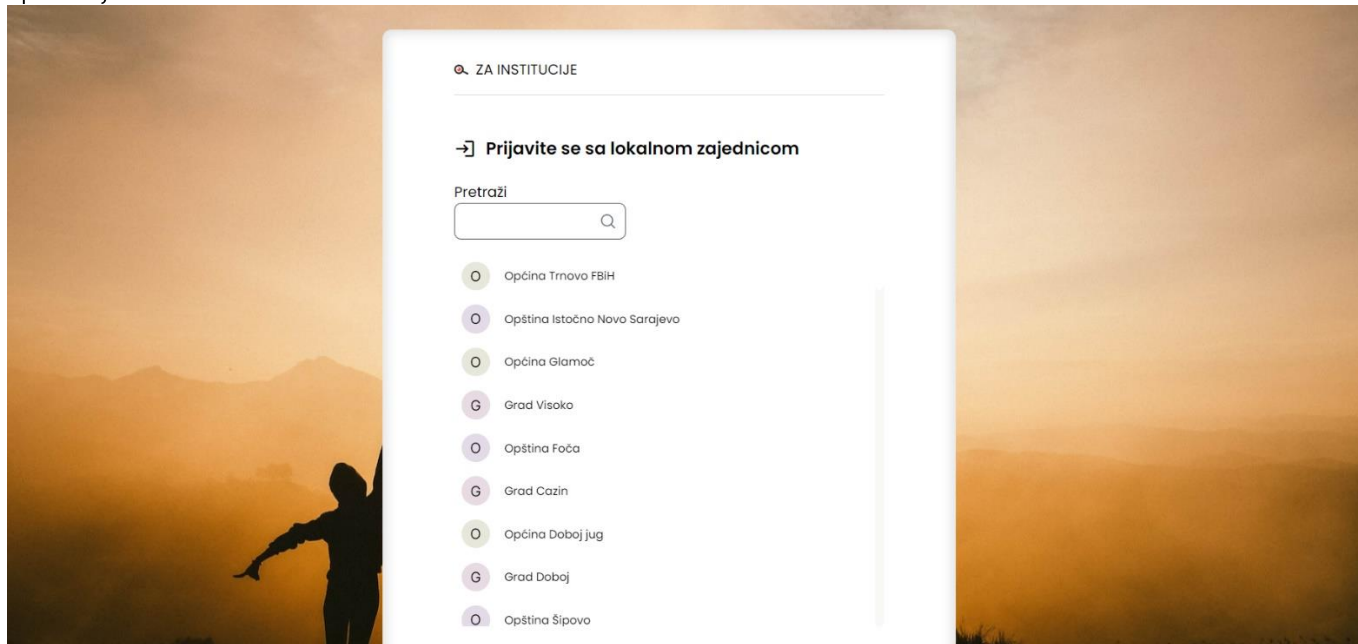 ZA INSTITUCIJE
Prijavite se sa lokalnom zajednicom
Pretraži
O Općina Trnovo FBiH
O Opština Istočno Novo Sarajevo
O Općina Glamoč
G Grad Visoko
O Opština Foča
G Grad Cazin
O Općina Doboj jug
G Grad Doboj
O Opština Šipovo